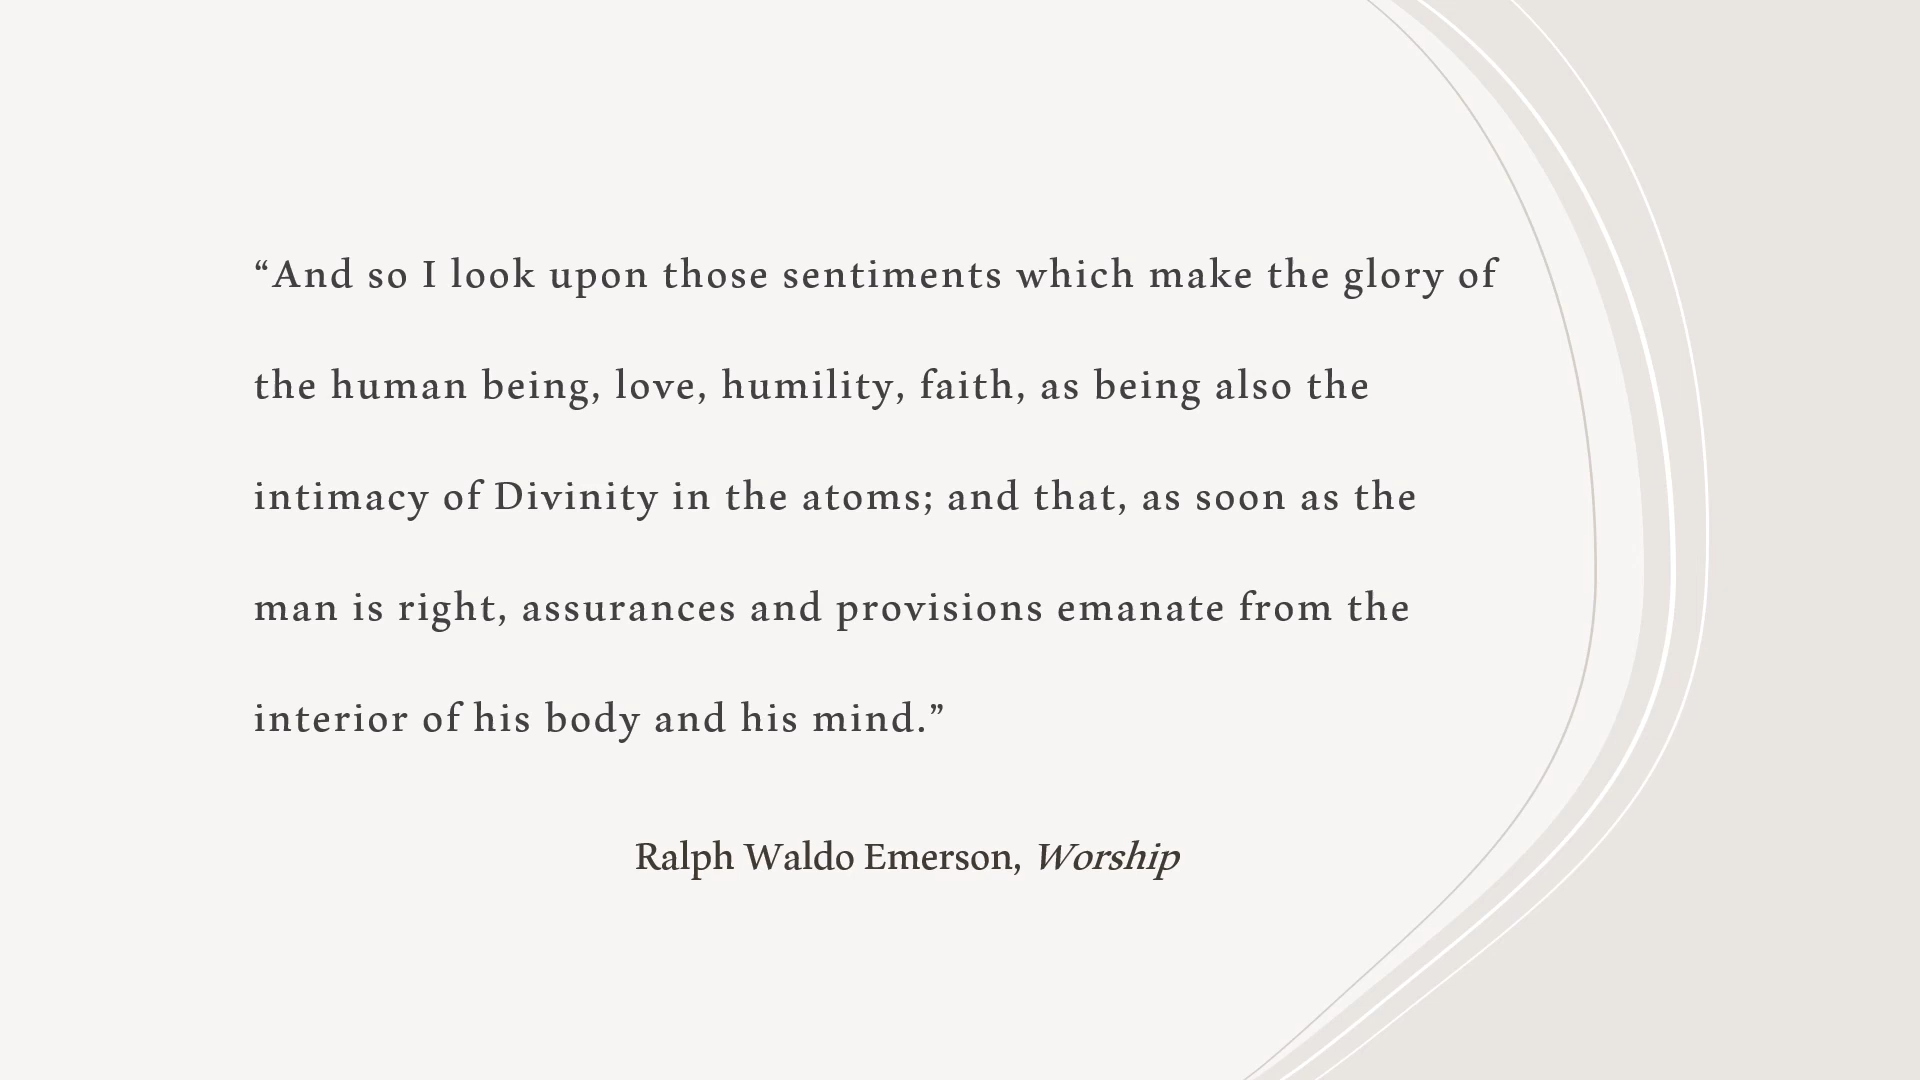 “And so I look upon those sentiments which make the glory of
the human being, love, humility, faith, as being also the
intimacy of Divinity in the atoms; and that, as soon as the
man is right, assurances and provisions emanate from the
interior of his body and his mind.”
Ralph Waldo Emerson, Worship